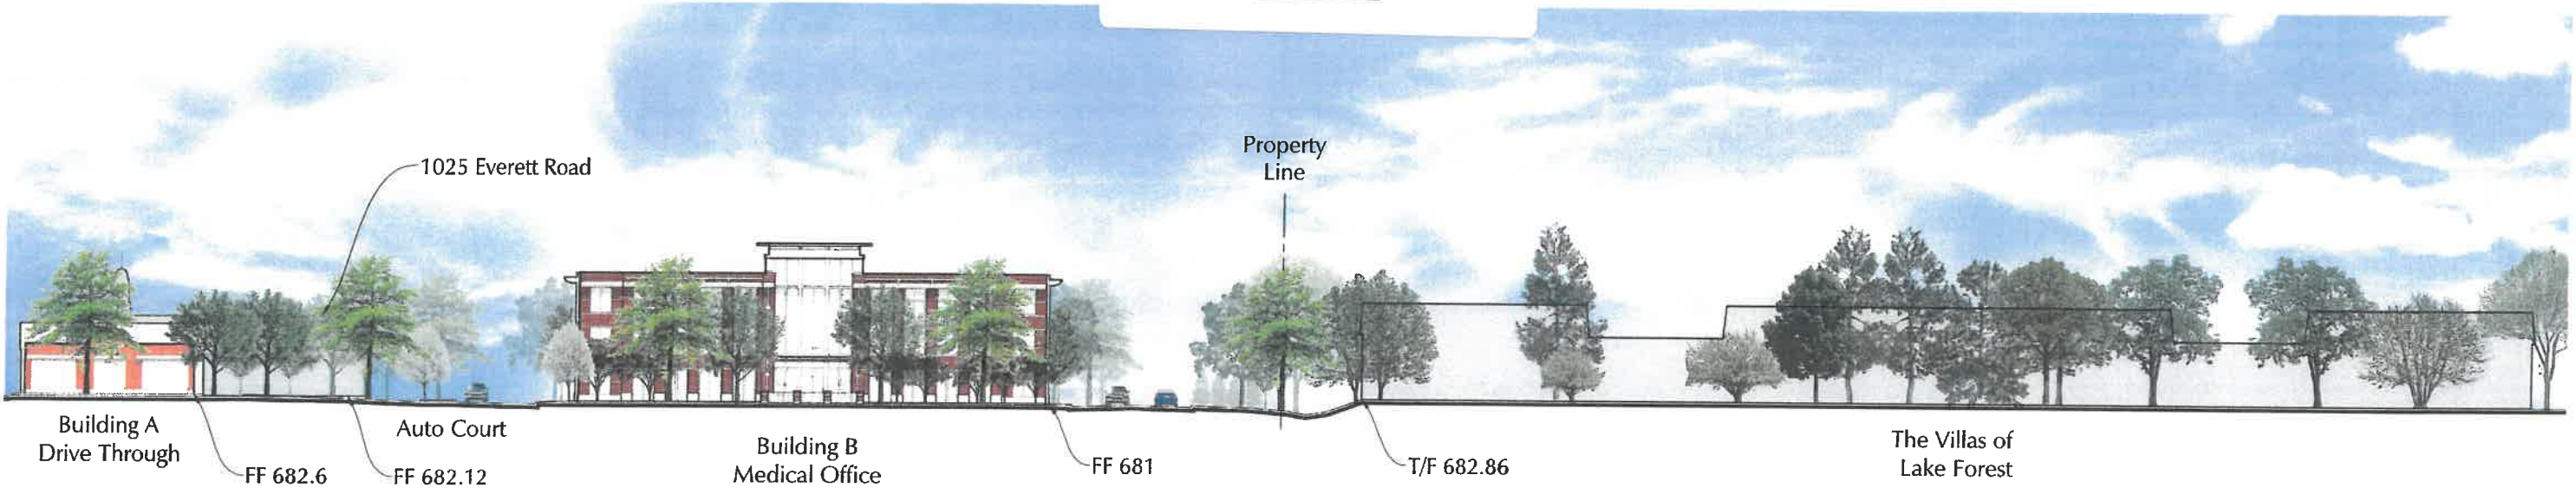 1025 Everett Road
Property
Line
Building A
Drive Through
FF 682.6
FF 682.12
Auto Court
Building B
Medical Office
FF 681
T/F 682.86
The Villas of
Lake Forest